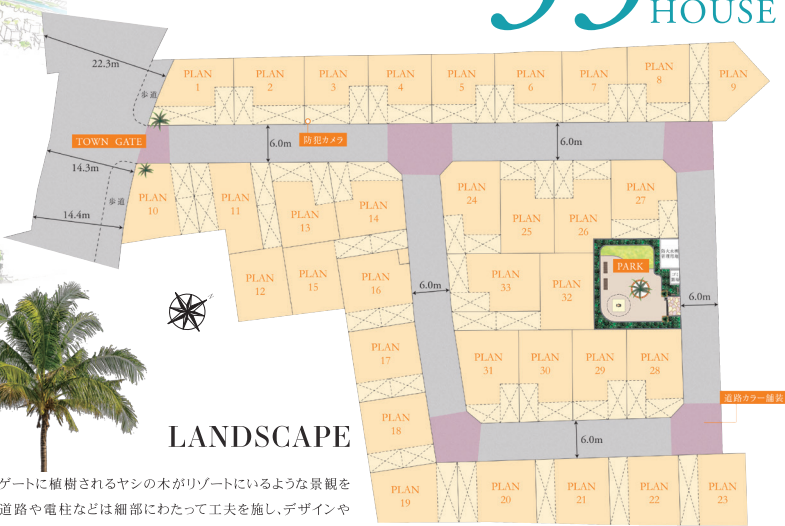 HOUSE
22.3m
歩道
PLAN
1
PLAN
2
PLAN
3
PLAN
4
PLAN
5
PLAN
6
PLAN
7
PLAN
8
PLAN
9
TOWN GATE
6.0m
防犯カメラ
6.0m
14.3m
14.4m
歩道
PLAN
10
PLAN
11
PLAN
12
PLAN
13
PLAN
14
PLAN
15
PLAN
16
PLAN
24
PLAN
25
PLAN
26
PLAN
27
PARK
6.0m
PLAN
33
PLAN
32
6.0m
PLAN
17
PLAN
31
PLAN
30
PLAN
29
PLAN
28
道路カラー舗装
PLAN
18
6.0m
PLAN
19
PLAN
20
PLAN
21
PLAN
22
PLAN
23
LANDSCAPE
ゲートに植樹されるヤシの木がリゾートにいるような景観を
道路や電柱などは細部にわたって工夫を施し、デザインや